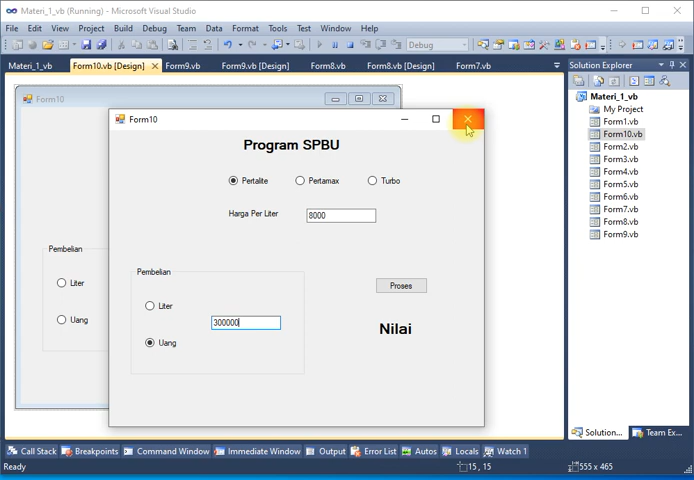 Materi_1_vb (Running) - Microsoft Visual Studio
File Edit View Project Build Debug Team Data Format Tools Test Window Help
Debug
Materi_1_vb Form10.vb [Design] Form9.vb Form9.vb [Design] Form8.vb Form8.vb [Design] Form7.vb
Form10
Pembelian
Liter
Uang
Form10
Program SPBU
Pertalite Pertamax Turbo
Harga Per Liter 8000
Pembelian
Liter
300000
Uang
Proses
Nilai
Solution Explorer
Materi_1_vb
My Project
Form1.vb
Form10.vb
Form2.vb
Form3.vb
Form4.vb
Form5.vb
Form6.vb
Form7.vb
Form8.vb
Form9.vb
Solution... Team Ex...
Call Stack Breakpoints Command Window Immediate Window Output Error List Autos Locals Watch 1
Ready 15 , 15 555 x 465